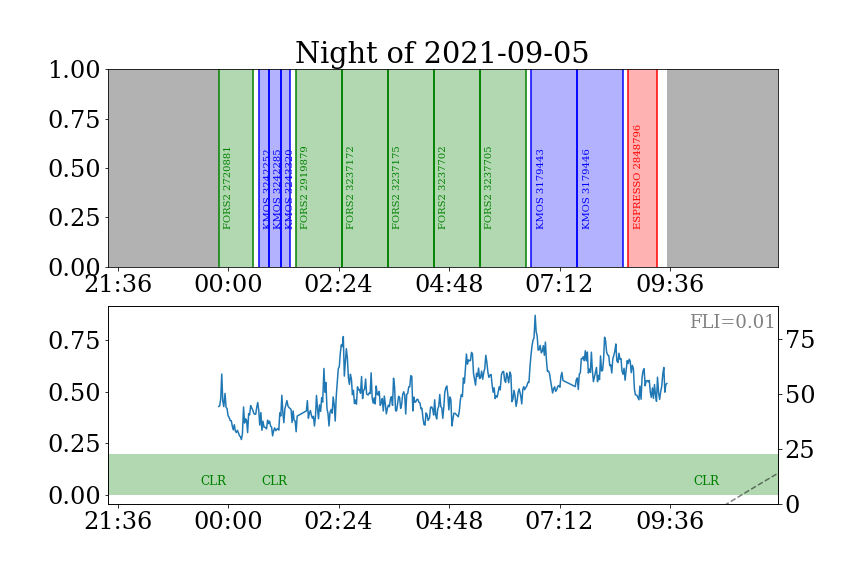 Night of 2021-09-05
1.00
0.75
0.50
0.25
0.00
FORS2 2720881
KMOS 3242252
KMOS 3242285
KMOS 3243320
FORS2 2919879
FORS2 3237172
FORS2 3237175
FORS2 3237702
FORS2 3237705
KMOS 3179443
KMOS 3179446
ESPRESSO 2848796
21:36 00:00 02:24 04:48 07:12 09:36
FLI=0.01
0.75
0.50
0.25
0.00
75
50
25
0
CLR CLR CLR
21:36 00:00 02:24 04:48 07:12 09:36